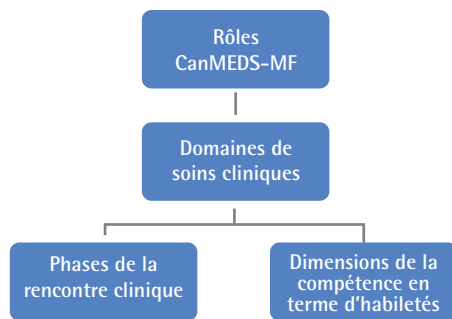 Rôles
CanMEDS-MF
Domaines de
soins cliniques
Phases de la
rencontre clinique
Dimensions de la
compétence en
terme d'habiletés